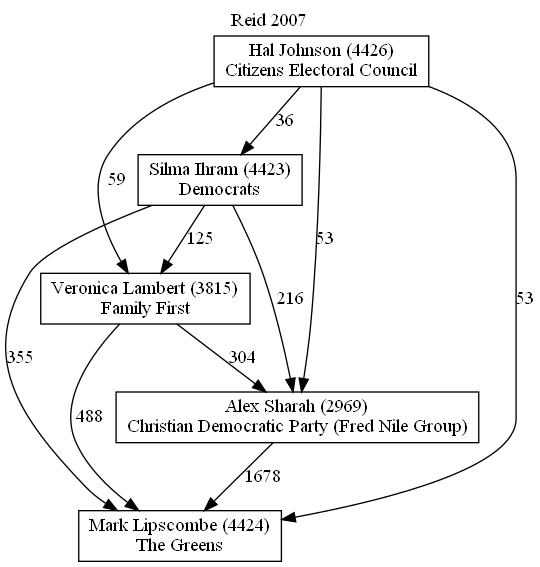 Reid 2007
Hal Johnson (4426)
Citizens Electoral Council
36
Silma Ihram (4423)
Democrats
59
125
53
53
Veronica Lambert (3815)
Family First
216
355
304
488
Alex Sharah (2969)
Christian Democratic Party (Fred Nile Group)
1678
Mark Lipscombe (4424)
The Greens